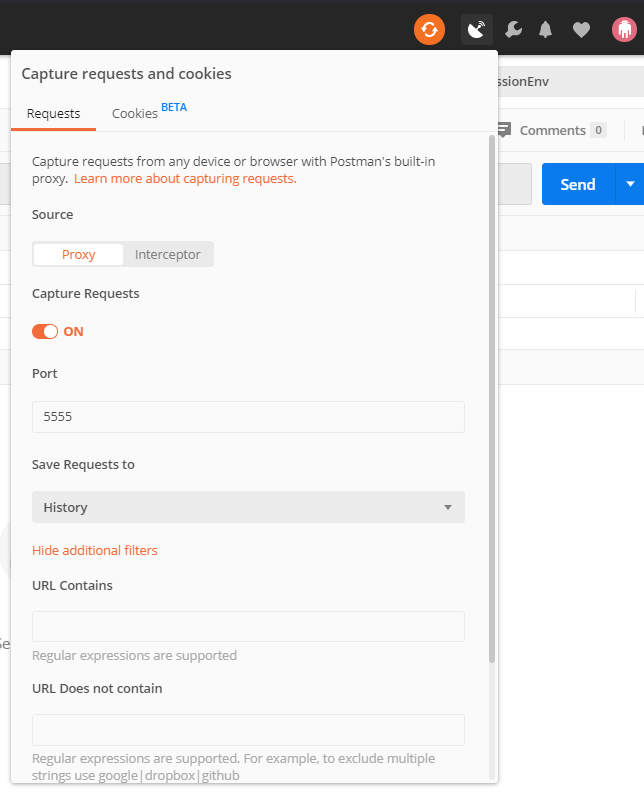 Capture requests and cookies
ssionEnv
Requests
Cookies BETA
Comments 0
Capture requests from any device or browser with Postman's built-in
proxy. Learn more about capturing requests.
Send
Source
Proxy
Interceptor
Capture Requests
ON
Port
5555
Save Requests to
History
Hide additional filters
URL Contains
Regular expressions are supported
Se
URL Does not contain
Regular expressions are supported. For example, to exclude multiple
strings use google|dropbox|github